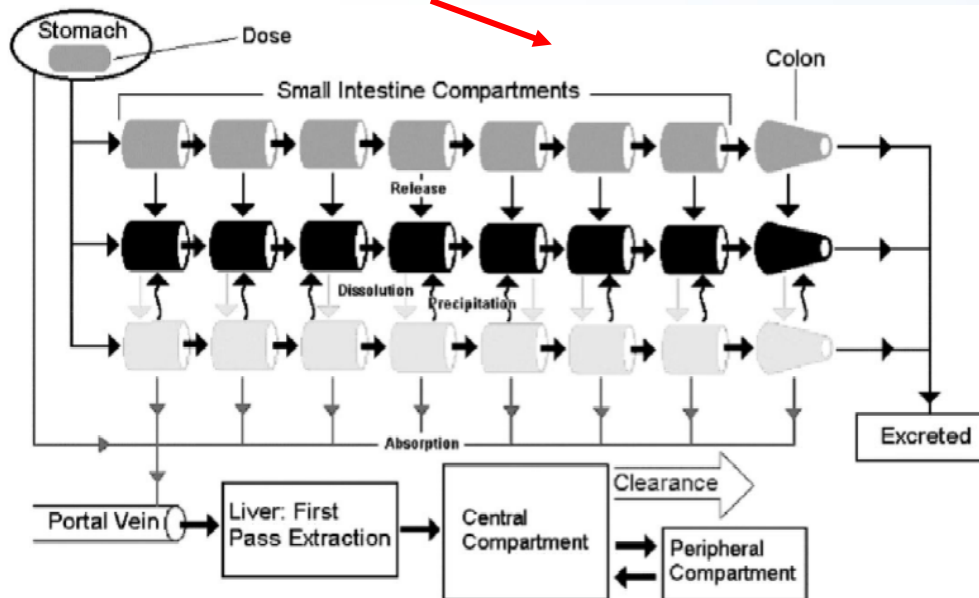 Stomach
Dose
Colon
Small Intestine Compartments
Release
Dissolution
Precipitation
Absorption
Excreted
Portal Vein
Liver: First
Pass Extraction
Central
Compartment
Clearance
Peripheral
Compartment